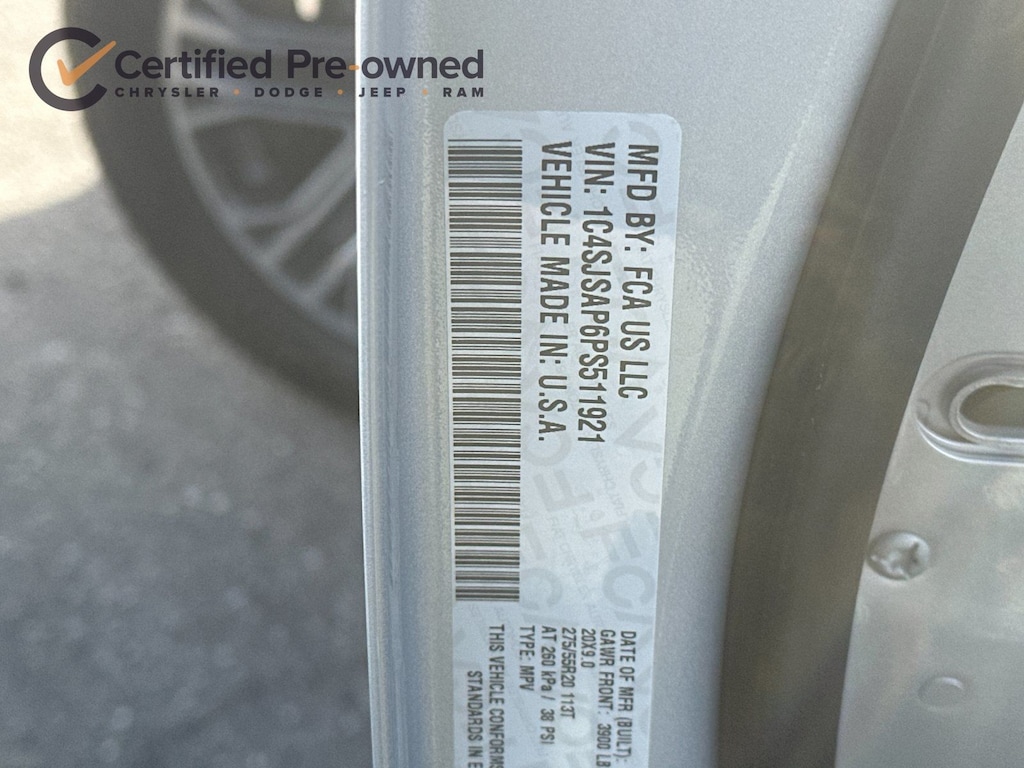 Certified Pre-owned
CHRYSLER • DODGE • JEEP • RAM
MFD BY: FCA US LLC
VIN: 1C4SJSAP6PS511921
VEHICLE MADE IN: U.S.A.
DATE OF MFR (BUILT):
GAWR FRONT: 3900 LB
20X9.0
275/55R20 113T
AT 260 kPa / 38 PSI
TYPE: MPV
THIS VEHICLE CONFORMS
STANDARDS IN E